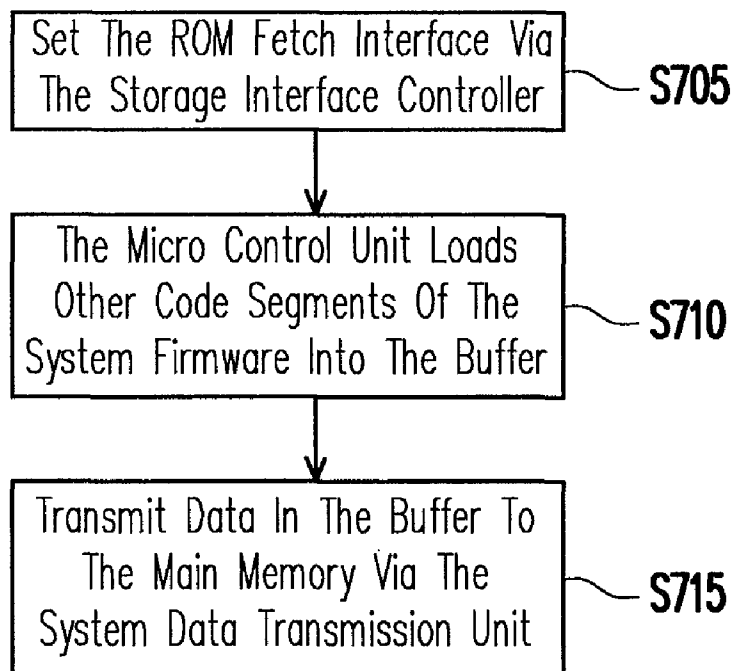 Set The ROM Fetch Interface Via
The Storage Interface Controller
S705
The Micro Control Unit Loads
Other Code Segments Of The
System Firmware Into The Buffer
S710
Transmit Data In The Buffer To
The Main Memory Via The
System Data Transmission Unit
S715